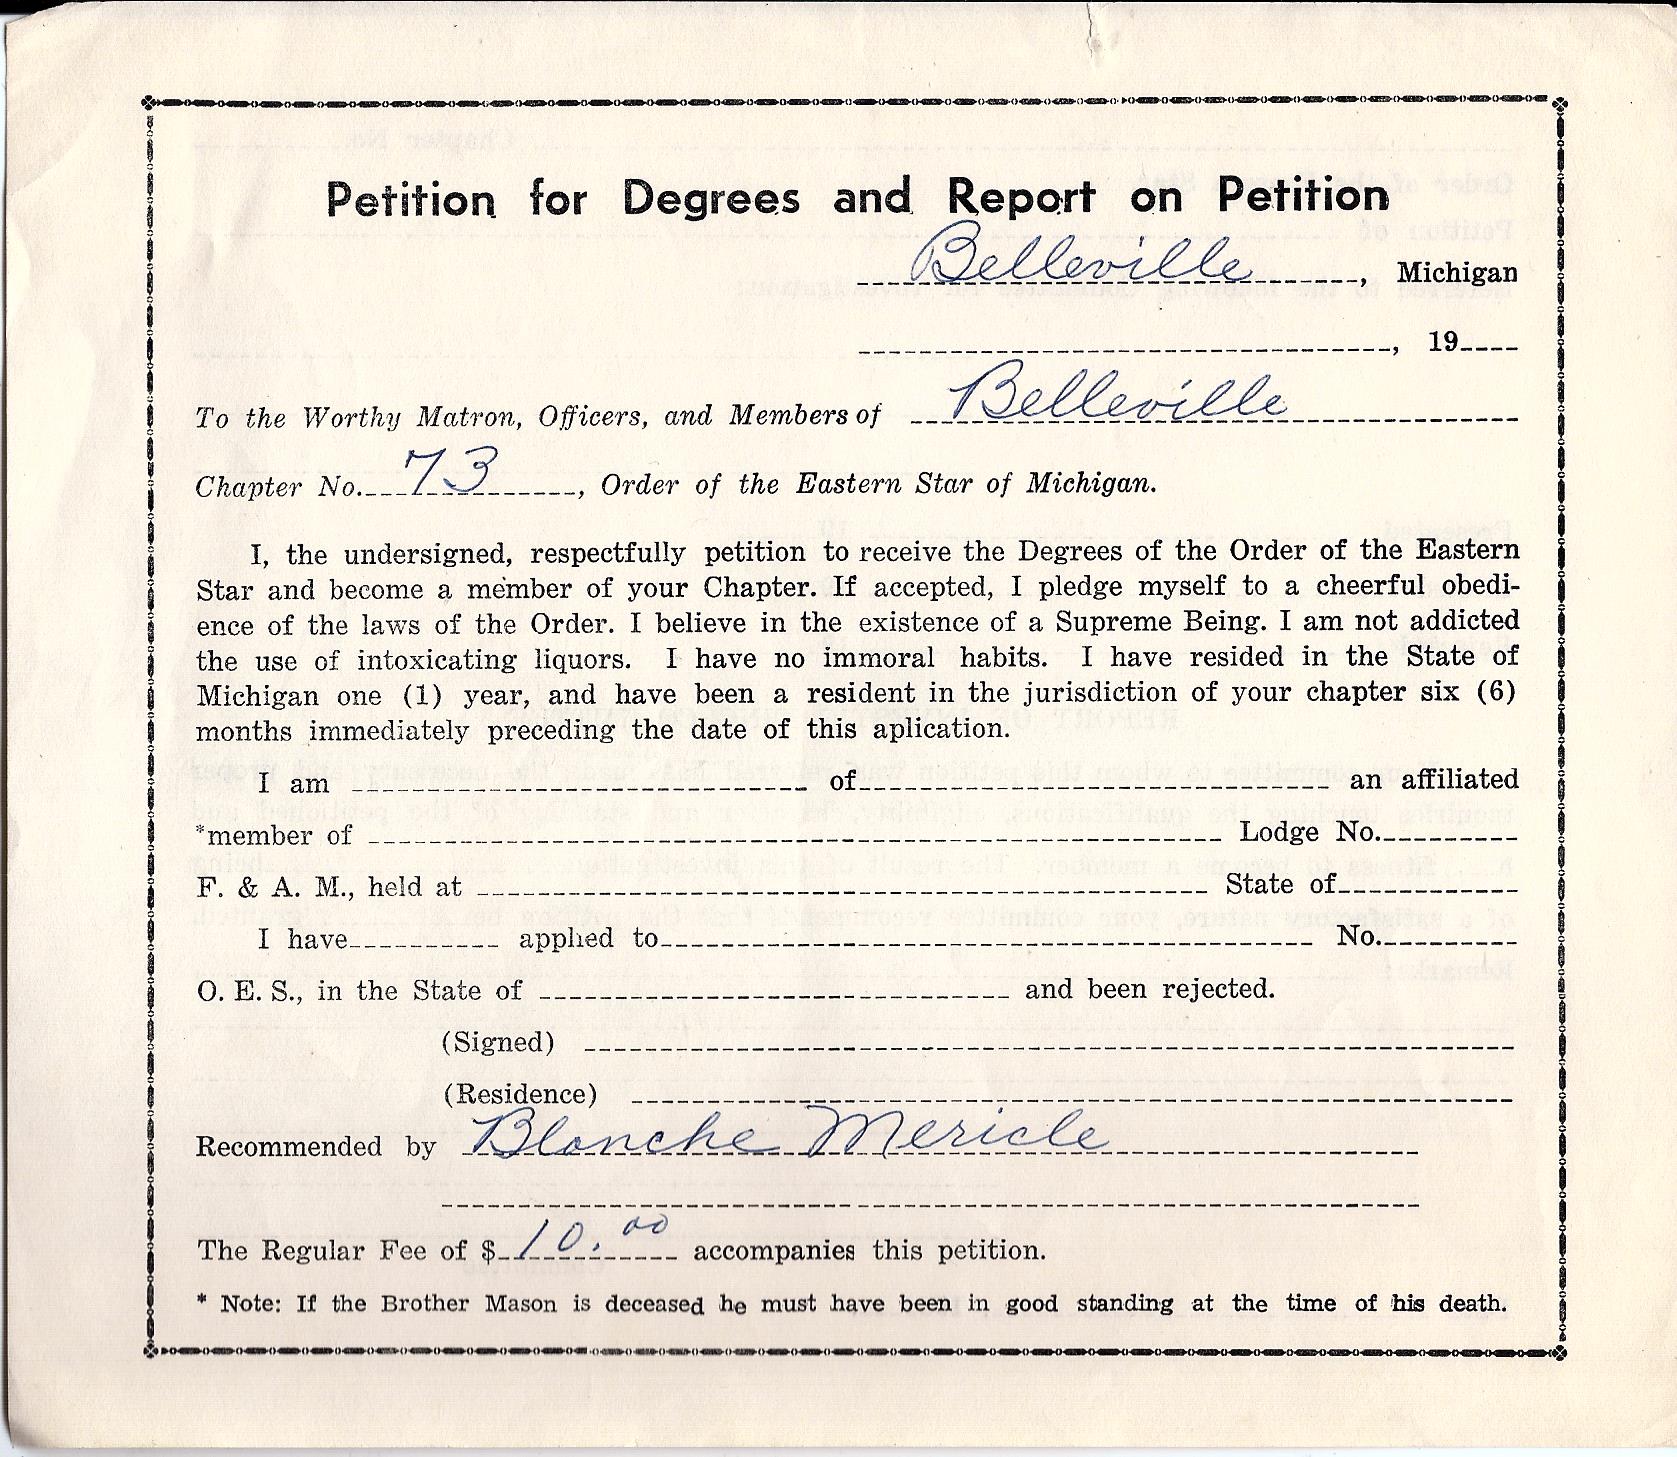 Petition for Degrees and Report on Petition
Belleville, Michigan
, 19
To the Worthy Matron, Officers, and Members of Belleville
Chapter No. 73, Order of the Eastern Star of Michigan.
I, the undersigned, respectfully petition to receive the Degrees of the Order of the Eastern
Star and become a member of your Chapter. If accepted, I pledge myself to a cheerful obedi-
ence of the laws of the Order. I believe in the existence of a Supreme Being. I am not addicted
the use of intoxicating liquors. I have no immoral habits. I have resided in the State of
Michigan one (1) year, and have been a resident in the jurisdiction of your chapter six (6)
months immediately preceding the date of this aplication.
I am of an affiliated
*member of Lodge No.
F. & A. M., held at State of
I have applied to No.
O. E. S., in the State of and been rejected.
(Signed)
(Residence)
Recommended by Blanche Mericle
The Regular Fee of $10.00 accompanies this petition.
* Note: If the Brother Mason is deceased he must have been in good standing at the time of his death.